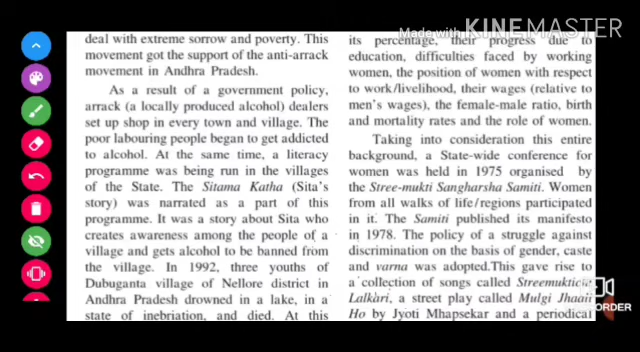 Made with KINEMASTER
deal with extreme sorrow and poverty. This
movement got the support of the anti-arrack
movement in Andhra Pradesh.
As a result of a government policy,
arrack (a locally produced alcohol) dealers
set up shop in every town and village. The
poor labouring people began to get addicted
to alcohol. At the same time, a literacy
programme was being run in the villages
of the State. The Sitama Katha (Sita's
story) was narrated as a part of this
programme. It was a story about Sita who
creates awareness among the people of a
village and gets alcohol to be banned from
the village. In 1992, three youths of
Dubuganta village of Nellore district in
Andhra Pradesh drowned in a lake, in a
state of inebriation, and died. At this
its percentage, their progress due to
education, difficulties faced by working
women, the position of women with respect
to work/livelihood, their wages (relative to
men's wages), the female-male ratio, birth
and mortality rates and the role of women.
Taking into consideration this entire
background, a State-wide conference for
women was held in 1975 organised by
the Stree-mukti Sangharsha Samiti. Women
from all walks of life/regions participated
in it. The Samiti published its manifesto
in 1978. The policy of a struggle against
discrimination on the basis of gender, caste
and varna was adopted.This gave rise to
a collection of songs called Streemuktichi
Lalkari, a street play called Mulgi Jhaali
Ho by Jyoti Mhapsekar and a periodical
ORDER